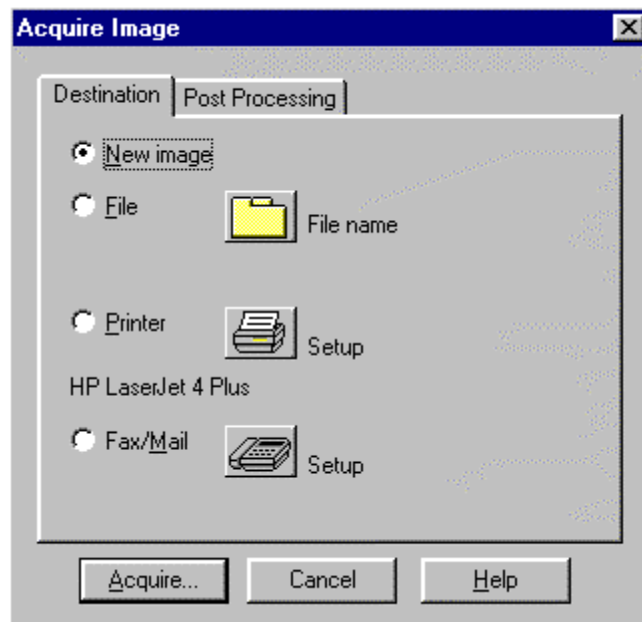 Acquire Image
Destination Post Processing
New image
File File name
Printer Setup
HP LaserJet 4 Plus
Fax/Mail Setup
Acquire... Cancel Help